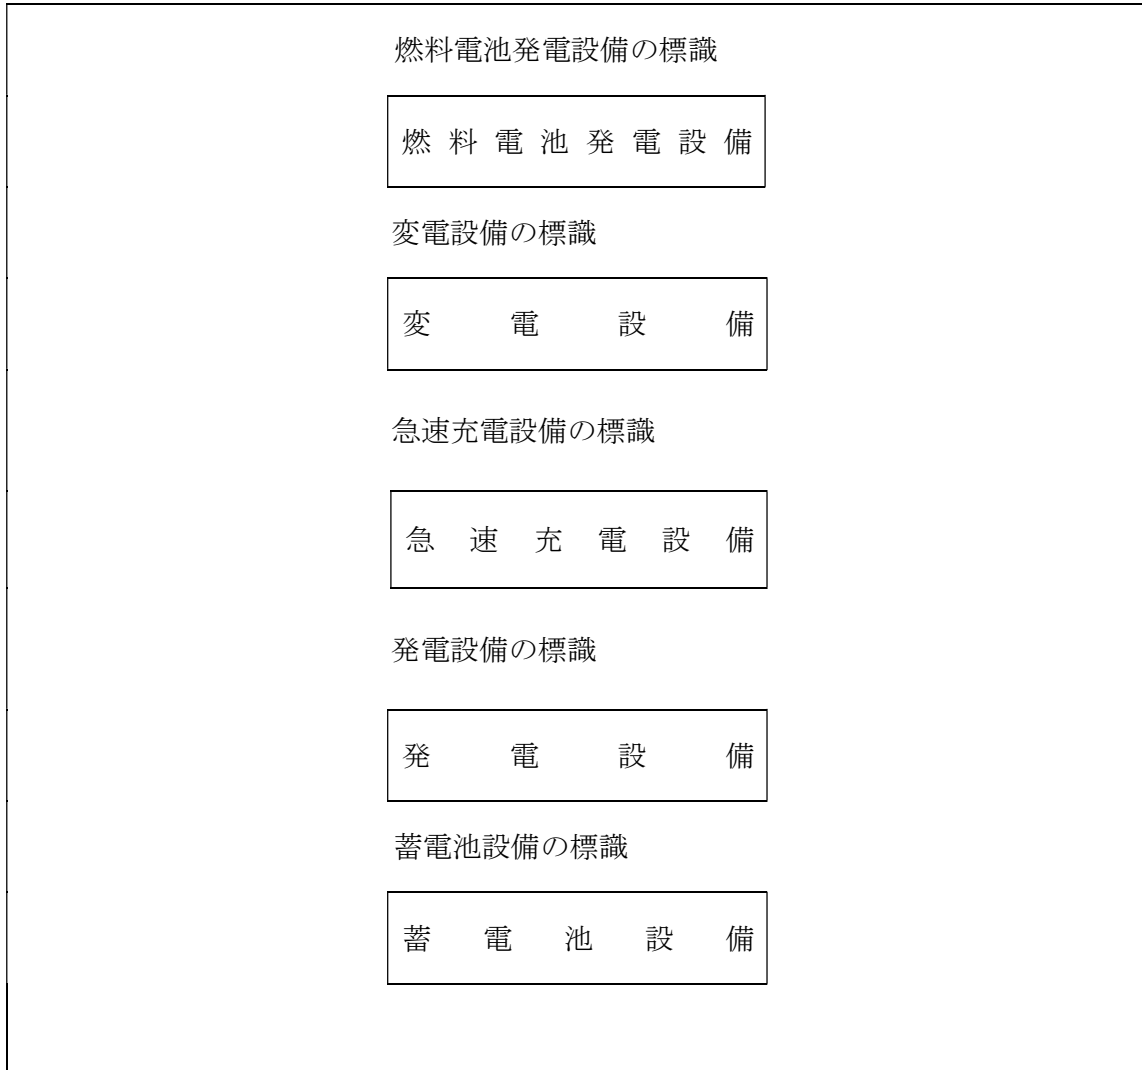 燃料電池発電設備の標識
燃料電池発電設備
変電設備の標識
変電設備
急速充電設備の標識
急速充電設備
発電設備の標識
発電設備
蓄電池設備の標識
蓄電池設備